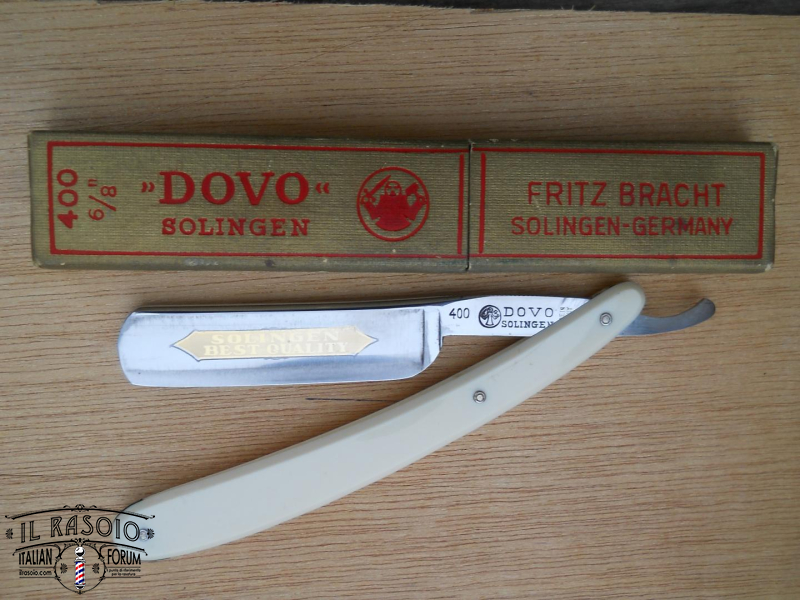 400
6/8"
»DOVO«
SOLINGEN
FRITZ BRACHT
SOLINGEN-GERMANY
400
DOVO
SOLINGEN
SOLINGEN
BEST QUALITY
IL RASOIO
ITALIAN FORUM
ilrasoio.com